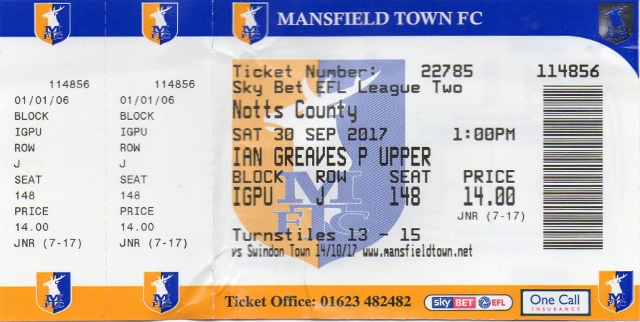 MANSFIELD TOWN FC
114856
01/01/06
BLOCK
IGPU
ROW
J
SEAT
148
PRICE
14.00
JNR (7-17)
114856
01/01/06
BLOCK
IGPU
ROW
J
SEAT
148
PRICE
14.00
JNR (7-17)
Ticket Number: 22785 114856
Sky Bet EFL League Two
Notts County
SAT 30 SEP 2017 1:00PM
IAN GREAVES P UPPER
BLOCK ROW SEAT PRICE
IGPU J 148 14.00
JNR (7-17)
Turnstiles 13 - 15
vs Swindon Town 14/10/17 www.mansfieldtown.net
Ticket Office: 01623 482482 sky BET EFL One Call
INSURANCE